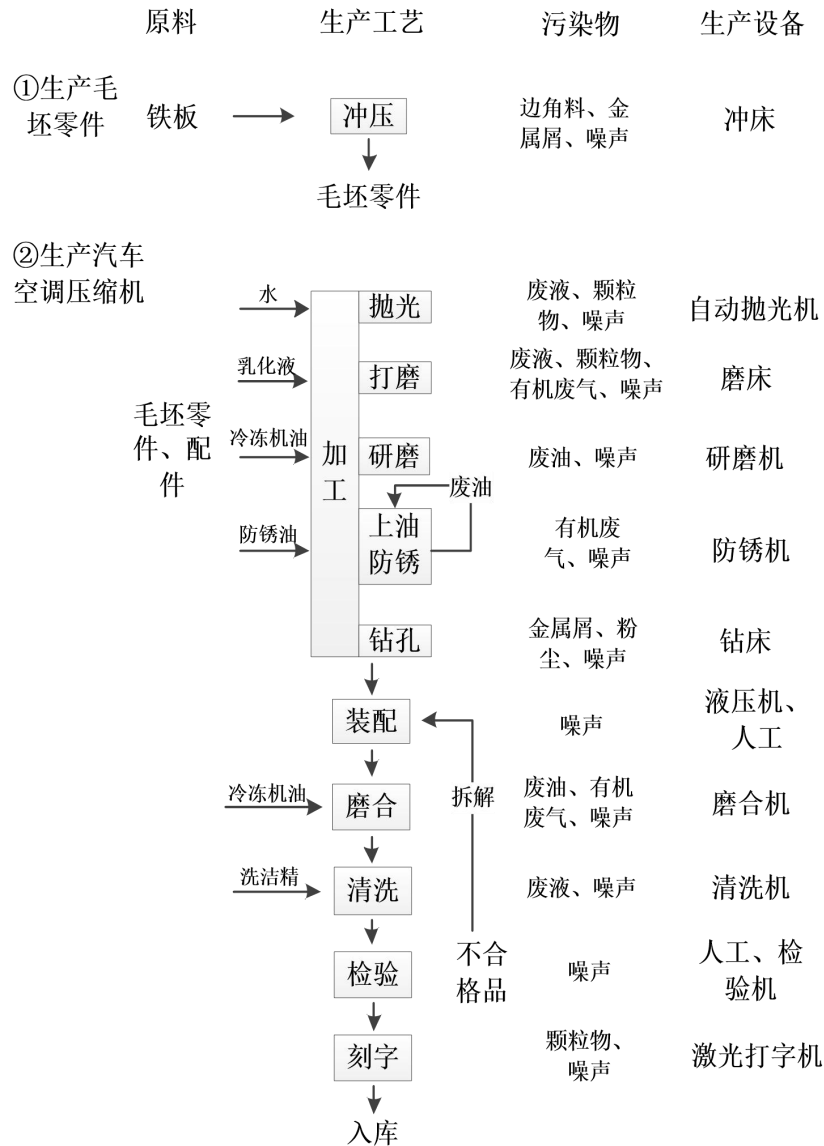 原料
生产工艺
污染物
生产设备
①生产毛
坯零件
铁板
冲压
边角料、金
属屑、噪声
冲床
毛坯零件
②生产汽车
空调压缩机
水
抛光
废液、颗粒
物、噪声
自动抛光机
乳化液
打磨
废液、颗粒物、
有机废气、噪声
磨床
毛坯零
件、配
件
冷冻机油
加
工
研磨
废油、噪声
研磨机
废油
防锈油
上油
防锈
有机废
气、噪声
防锈机
钻孔
金属屑、粉
尘、噪声
钻床
装配
噪声
液压机、
人工
拆解
冷冻机油
磨合
废油、有机
废气、噪声
磨合机
洗洁精
清洗
废液、噪声
清洗机
不合
格品
检验
噪声
人工、检
验机
刻字
颗粒物、
噪声
激光打字机
入库